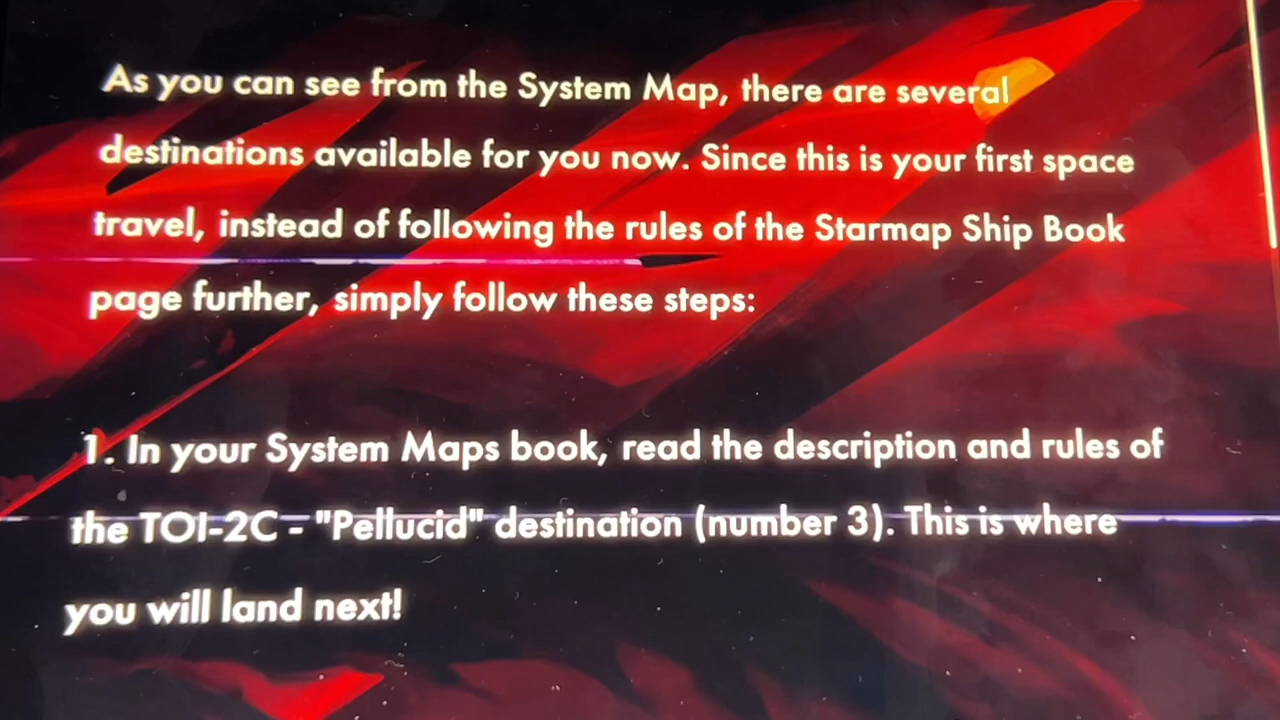 As you can see from the System Map, there are several
destinations available for you now. Since this is your first space
travel, instead of following the rules of the Starmap Ship Book
page further, simply follow these steps:
1. In your System Maps book, read the description and rules of
the TOI-2C - "Pellucid" destination (number 3). This is where
you will land next!